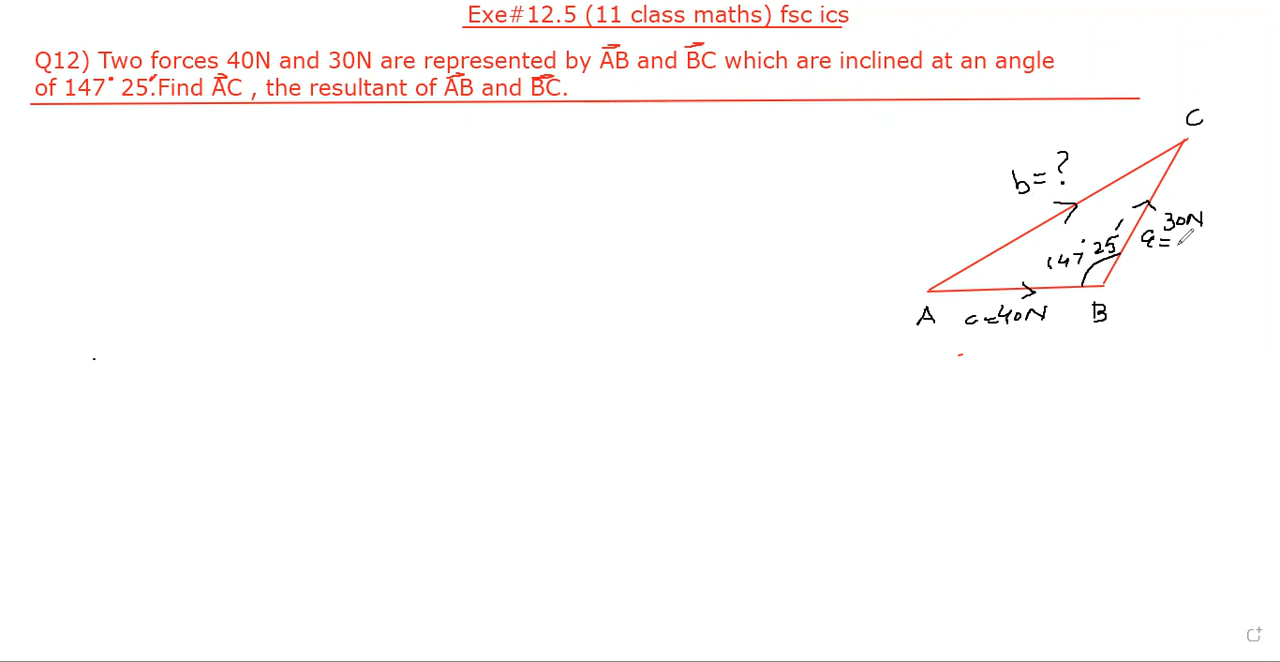 Exe#12.5 (11 class maths) fsc ics
Q12) Two forces 40N and 30N are represented by AB and BC which are inclined at an angle
of 147° 25′.Find AC , the resultant of AB and BC.
C
b=?
30N
147° 25′
a=
A
c=40N
B